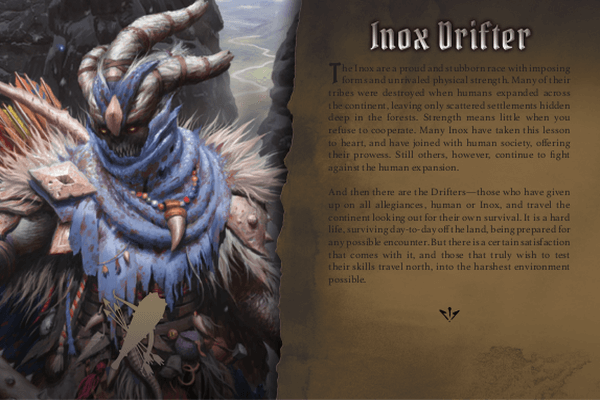 Inox Drifter
The Inox are a proud and stubborn race with imposing
forms and unrivaled physical strength. Many of their
tribes were destroyed when humans expanded across
the continent, leaving only scattered settlements hidden
deep in the forests. Strength means little when you
refuse to cooperate. Many Inox have taken this lesson
to heart, and have joined with human society, offering
their prowess. Still others, however, continue to fight
against the human expansion.
And then there are the Drifters—those who have given
up on all allegiances, human or Inox, and travel the
continent looking out for their own survival. It is a hard
life, surviving day-to-day off the land, being prepared for
any possible encounter. But there is a certain satisfaction
that comes with it, and those that truly wish to test
their skills travel north, into the harshest environment
possible.